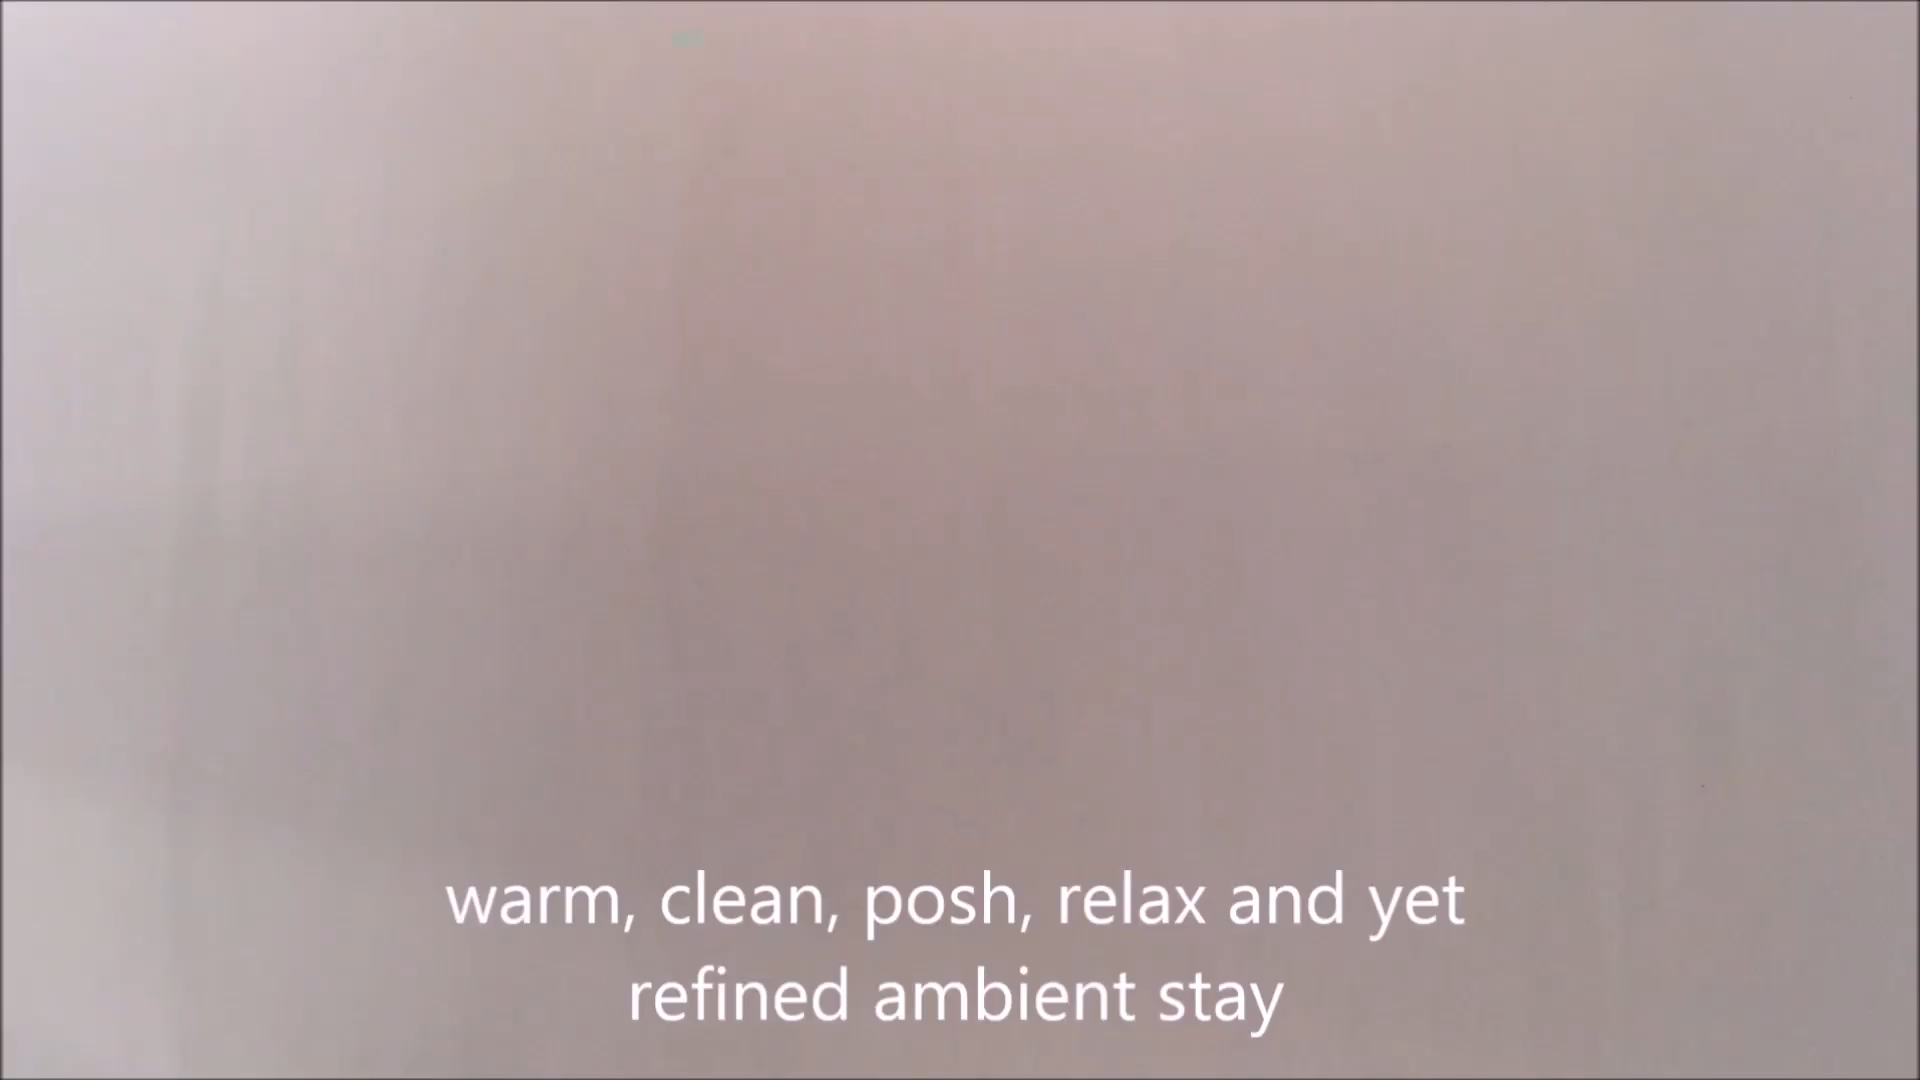 warm, clean, posh, relax and yet
refined ambient stay